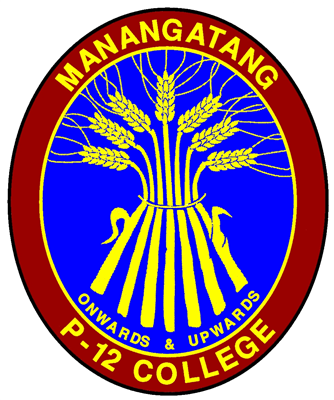 MANANGATANG
ONWARDS & UPWARDS
P-12 COLLEGE